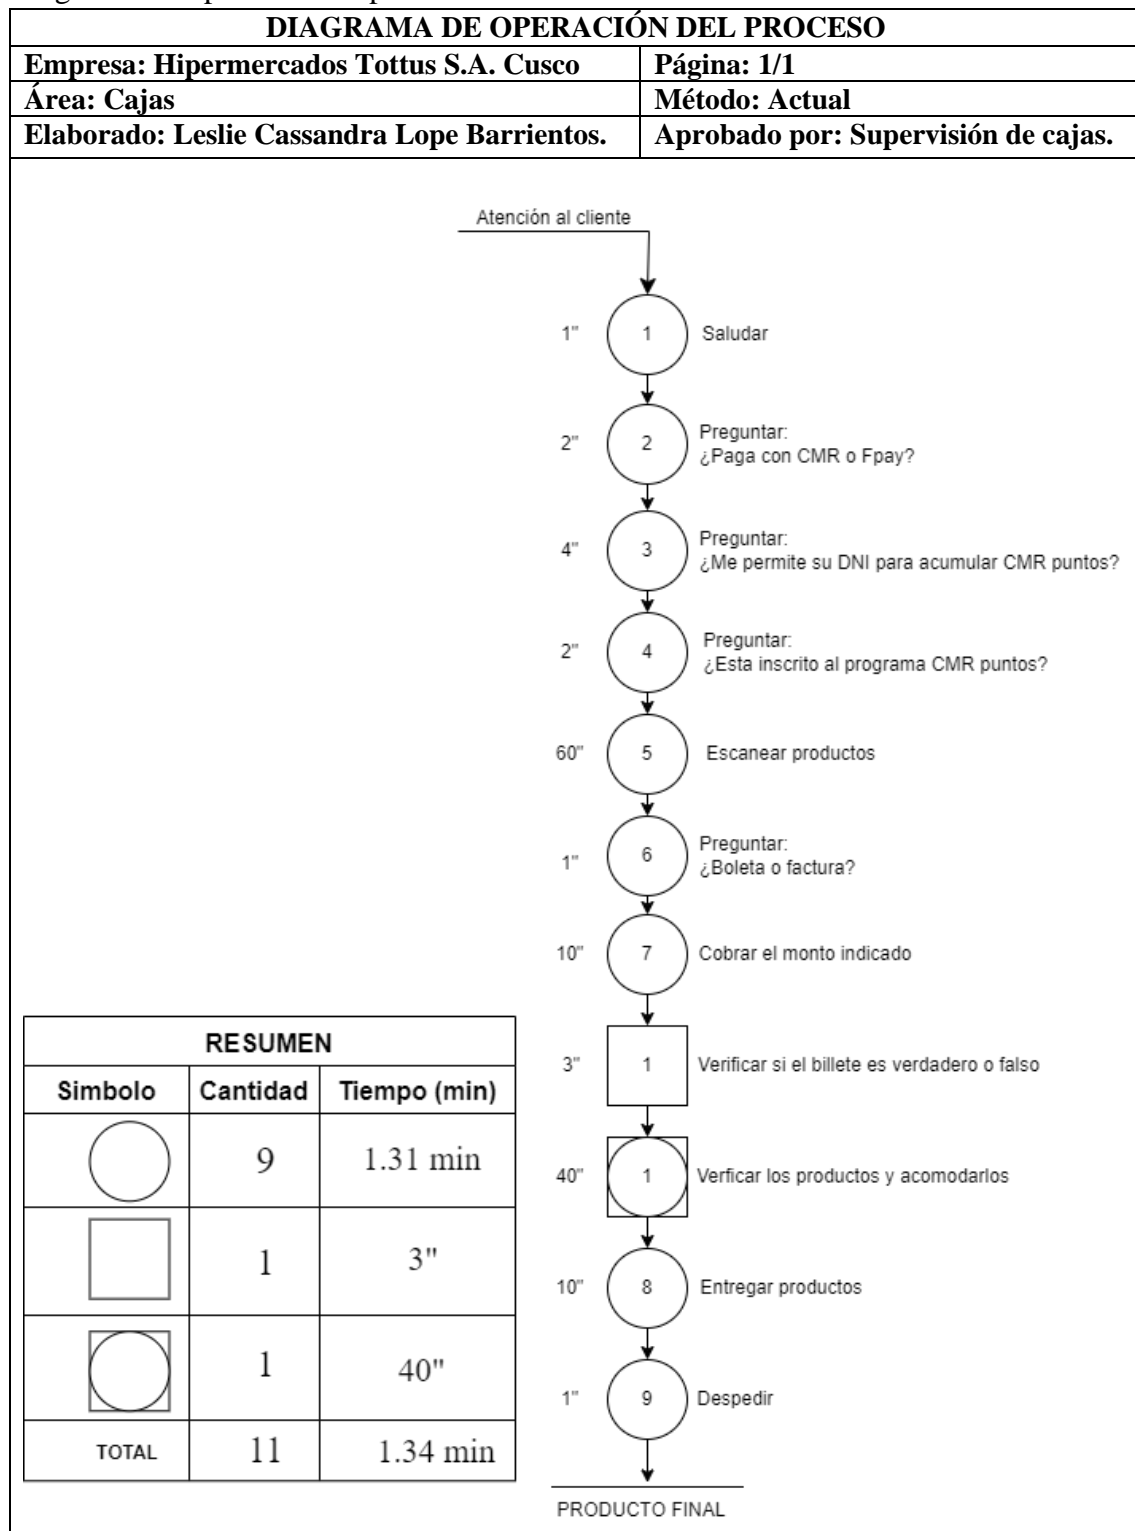 DIAGRAMA DE OPERACIÓN DEL PROCESO
Empresa: Hipermercados Tottus S.A. Cusco
Página: 1/1
Área: Cajas
Método: Actual
Elaborado: Leslie Cassandra Lope Barrientos.
Aprobado por: Supervisión de cajas.
Atención al cliente
1" 1 Saludar
2" 2 Preguntar:
¿Paga con CMR o Fpay?
4" 3 Preguntar:
¿Me permite su DNI para acumular CMR puntos?
2" 4 Preguntar:
¿Esta inscrito al programa CMR puntos?
60" 5 Escanear productos
1" 6 Preguntar:
¿Boleta o factura?
10" 7 Cobrar el monto indicado
3" 1 Verificar si el billete es verdadero o falso
40" 1 Verficar los productos y acomodarlos
10" 8 Entregar productos
1" 9 Despedir
PRODUCTO FINAL
RESUMEN
Simbolo Cantidad Tiempo (min)
9 1.31 min
1 3"
1 40"
TOTAL 11 1.34 min